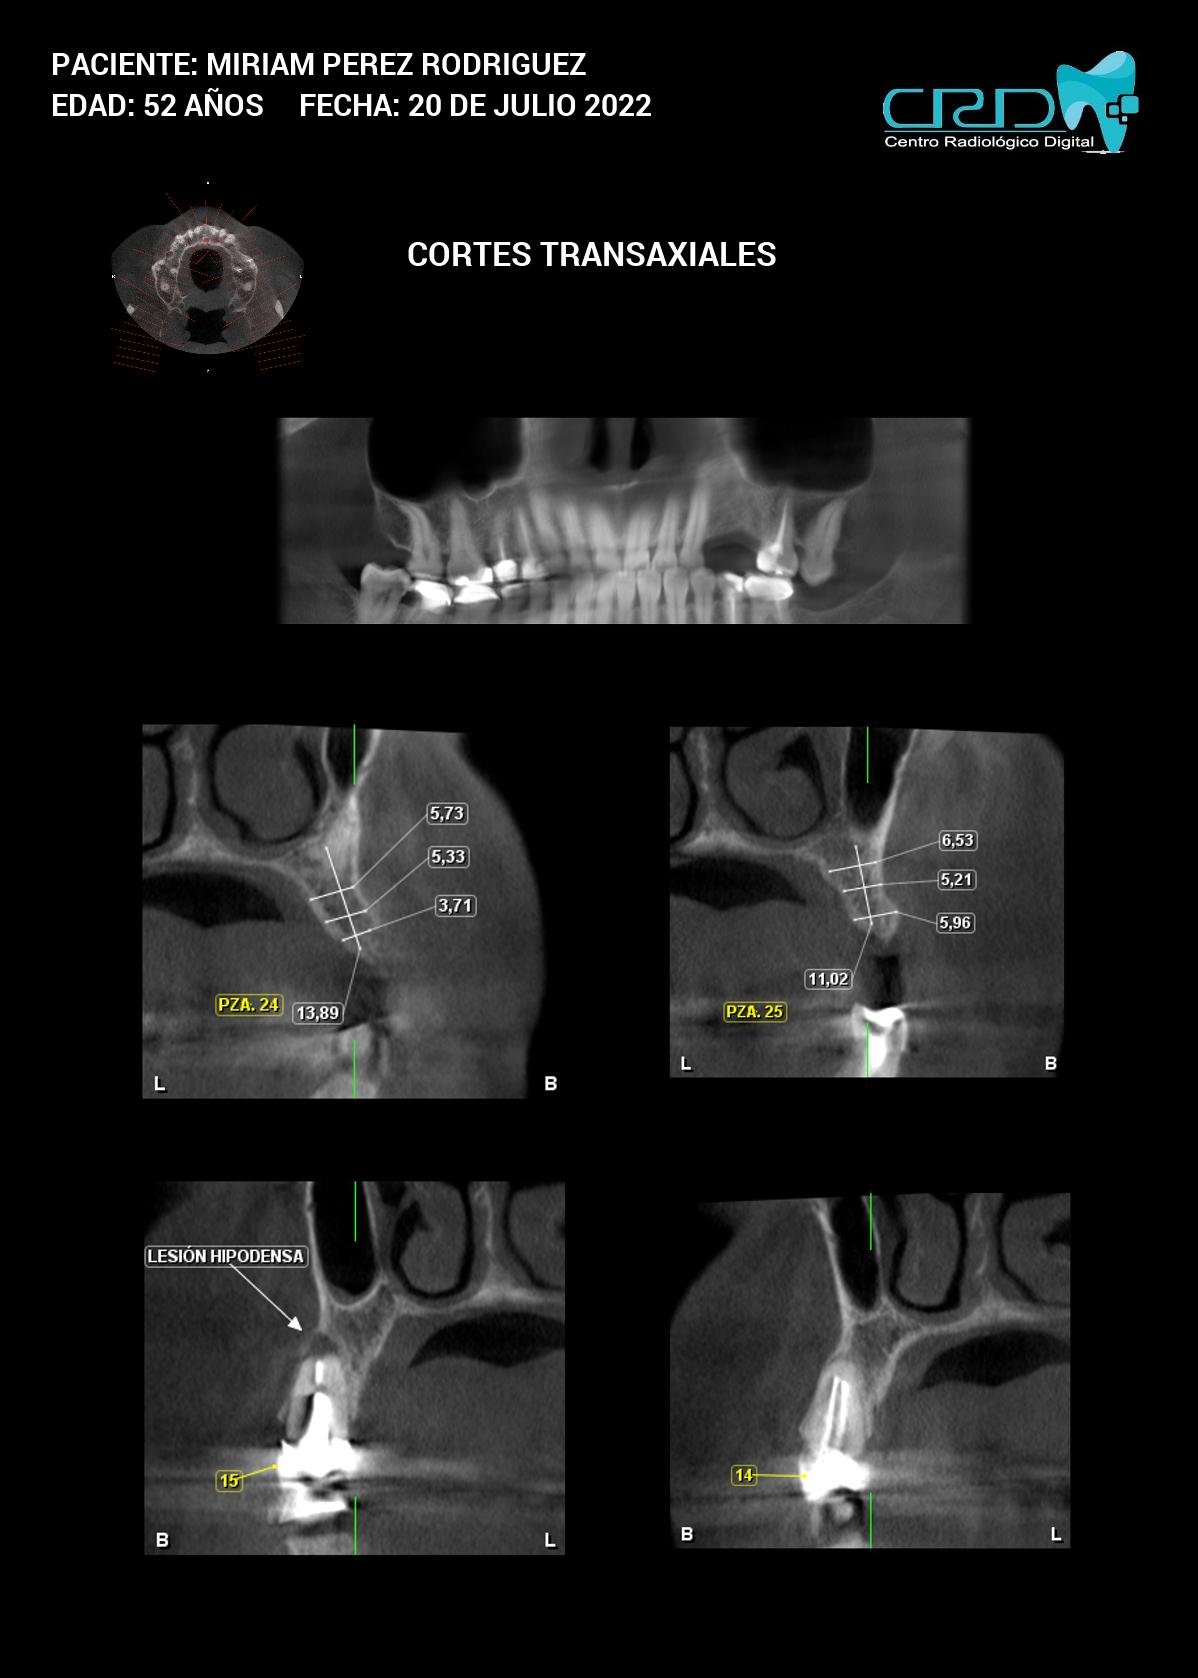 PACIENTE: MIRIAM PEREZ RODRIGUEZ
EDAD: 52 AÑOS FECHA: 20 DE JULIO 2022
CRD
Centro Radiológico Digital
CORTES TRANSAXIALES
5,73
5,33
3,71
PZA. 24
13,89
L
B
6,53
5,21
5,96
11,02
PZA. 25
L
B
LESIÓN HIPODENSA
15
B
L
14
B
L